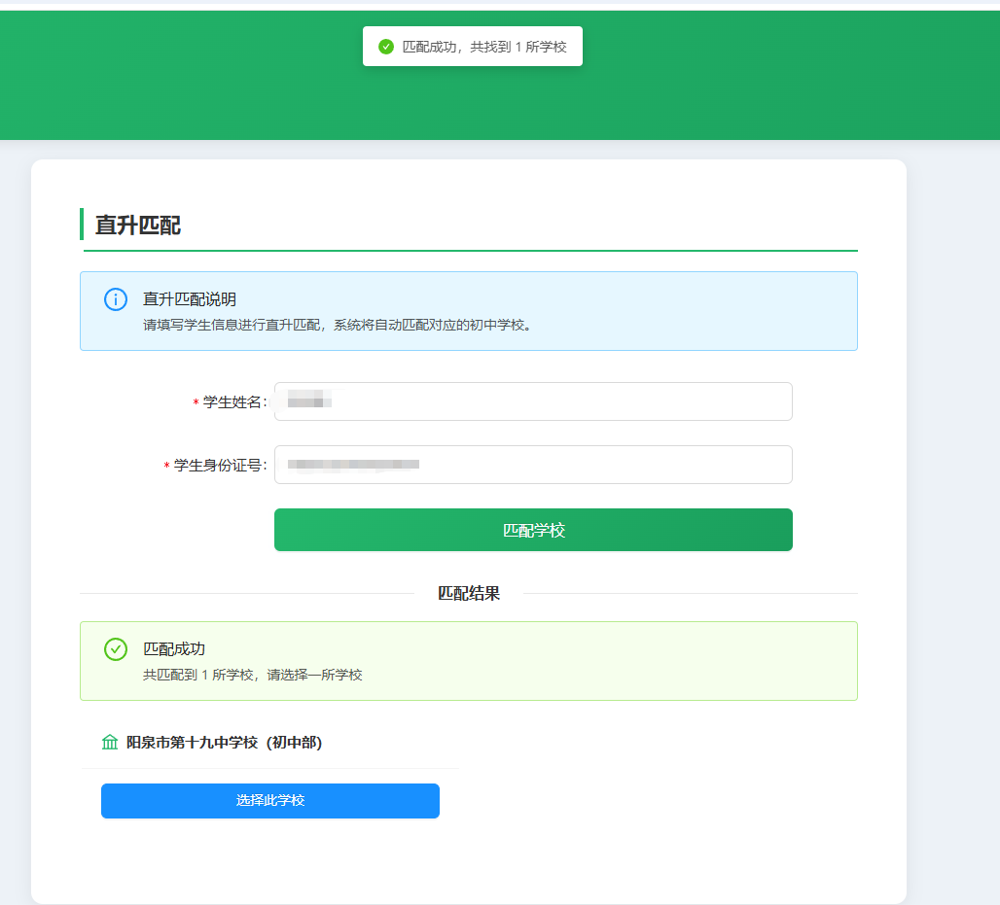 匹配成功，共找到 1 所学校
直升匹配
直升匹配说明
请填写学生信息进行直升匹配，系统将自动匹配对应的初中学校。
* 学生姓名:
* 学生身份证号:
匹配学校
匹配结果
匹配成功
共匹配到 1 所学校，请选择一所学校
阳泉市第十九中学校（初中部)
选择此学校